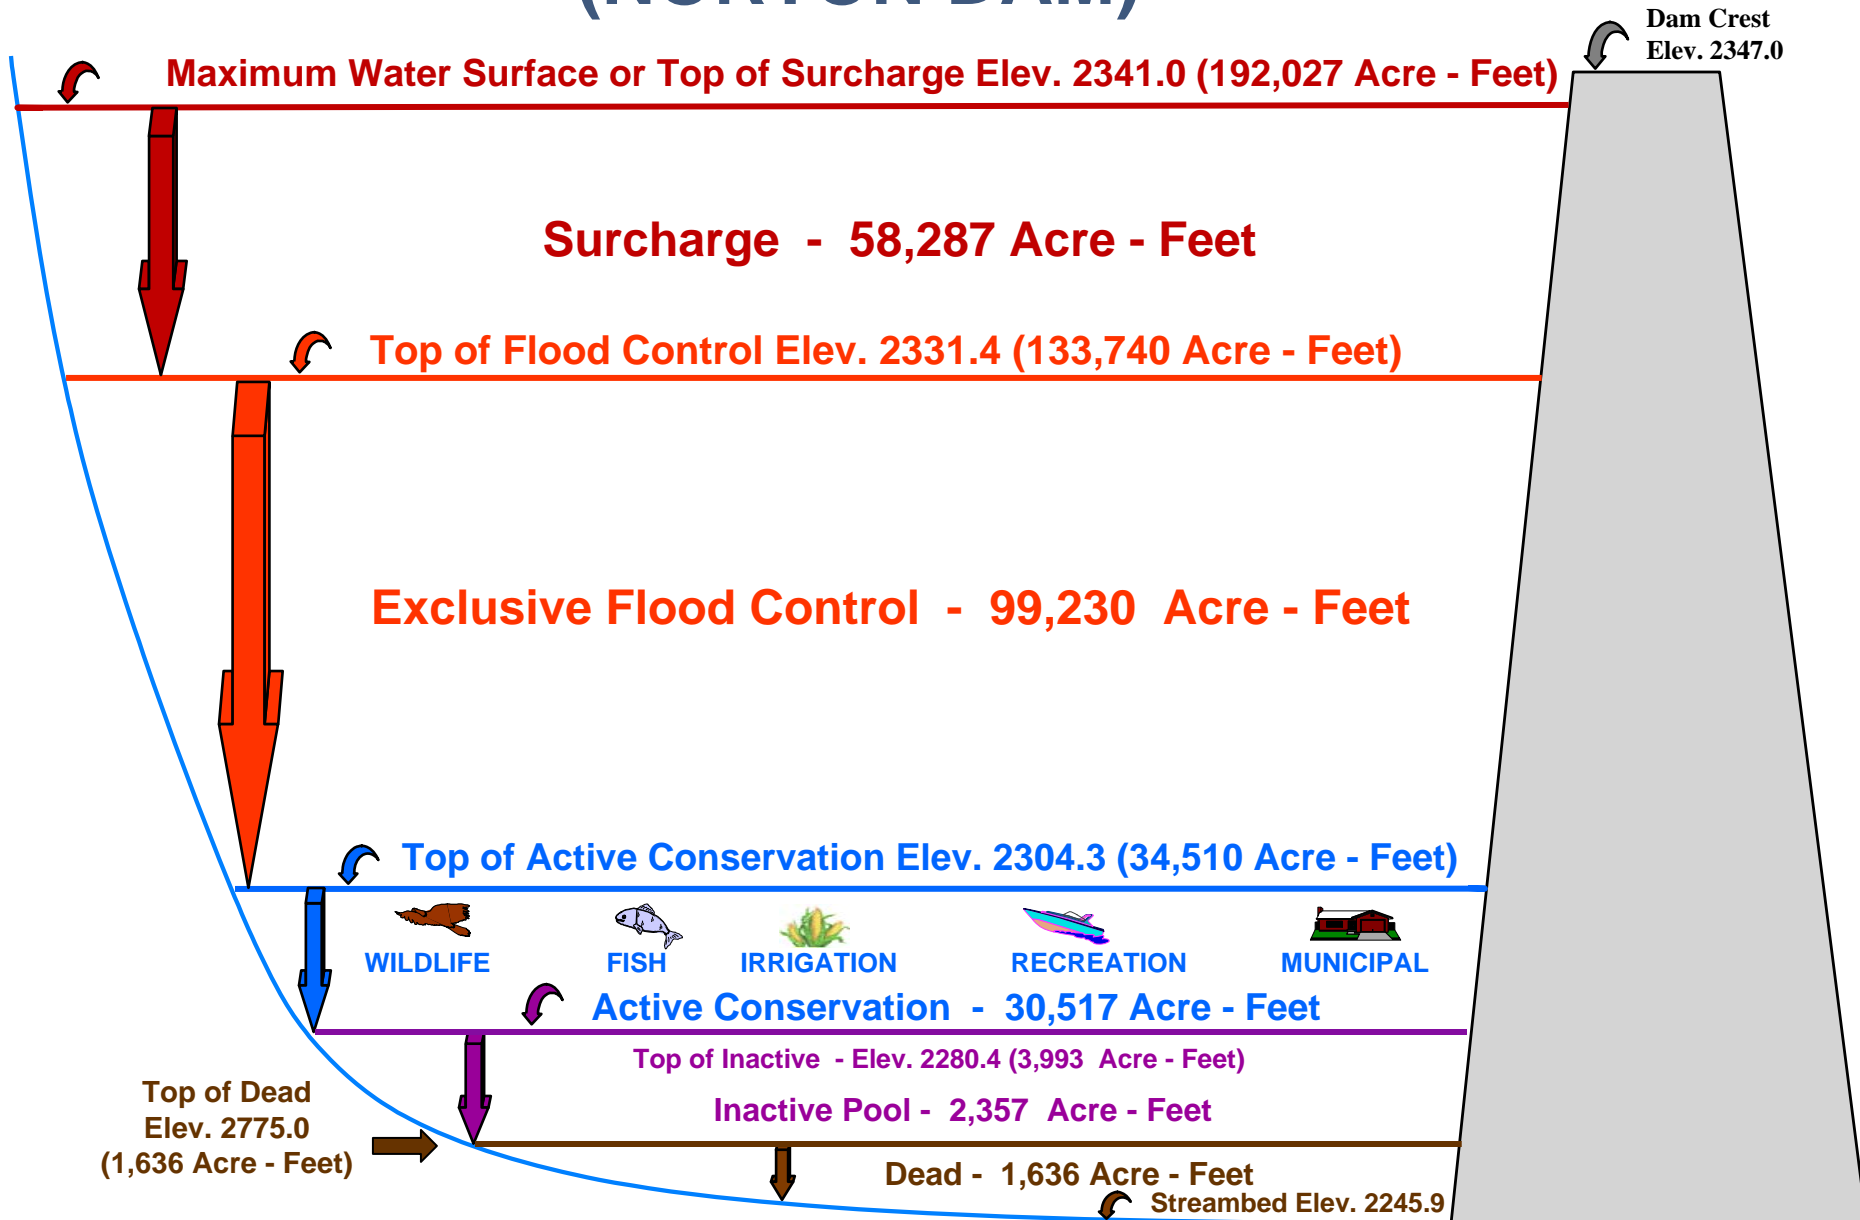 (NORTON DAM)
Dam Crest
Elev. 2347.0
Maximum Water Surface or Top of Surcharge Elev. 2341.0 (192,027 Acre - Feet)
Surcharge - 58,287 Acre - Feet
Top of Flood Control Elev. 2331.4 (133,740 Acre - Feet)
Exclusive Flood Control - 99,230 Acre - Feet
Top of Active Conservation Elev. 2304.3 (34,510 Acre - Feet)
WILDLIFE FISH IRRIGATION RECREATION MUNICIPAL
Active Conservation - 30,517 Acre - Feet
Top of Inactive - Elev. 2280.4 (3,993 Acre - Feet)
Inactive Pool - 2,357 Acre - Feet
Top of Dead
Elev. 2775.0
(1,636 Acre - Feet)
Dead - 1,636 Acre - Feet
Streambed Elev. 2245.9